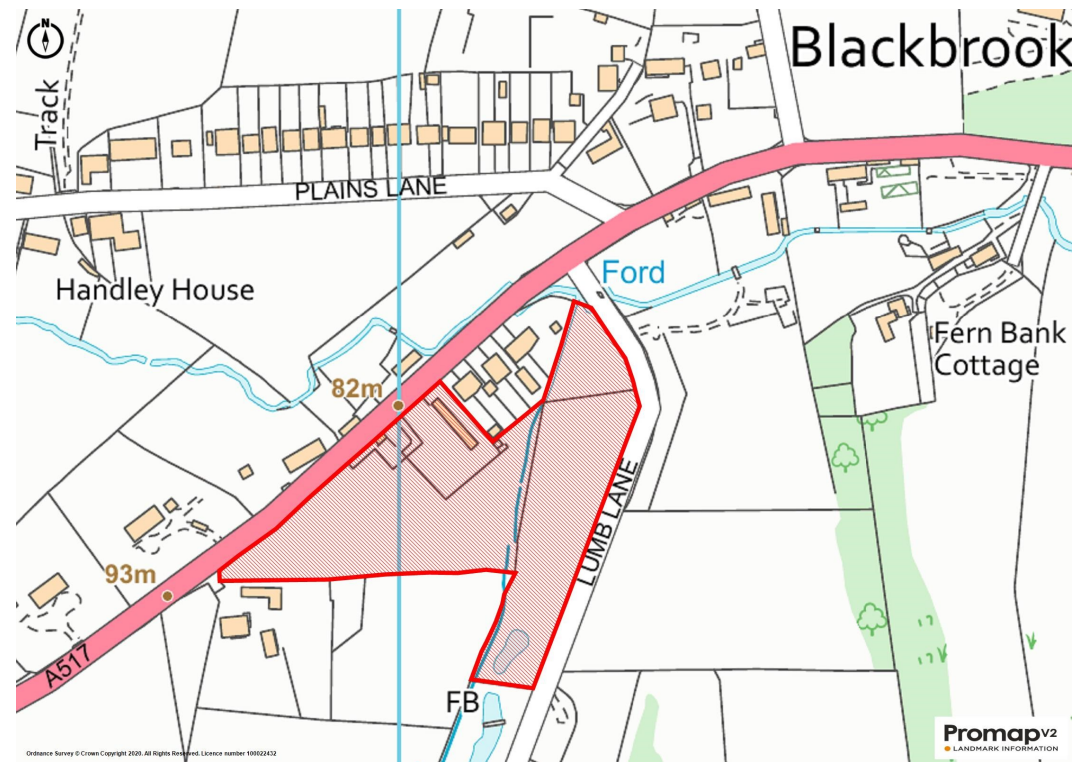 N
Blackbrook
Track
PLAINS LANE
Ford
Handley House
Fern Bank
Cottage
82m
LUMB LANE
93m
A517
FB
Ordnance Survey © Crown Copyright 2020. All Rights Reserved. Licence number 100022432
Promap V2
LANDMARK INFORMATION